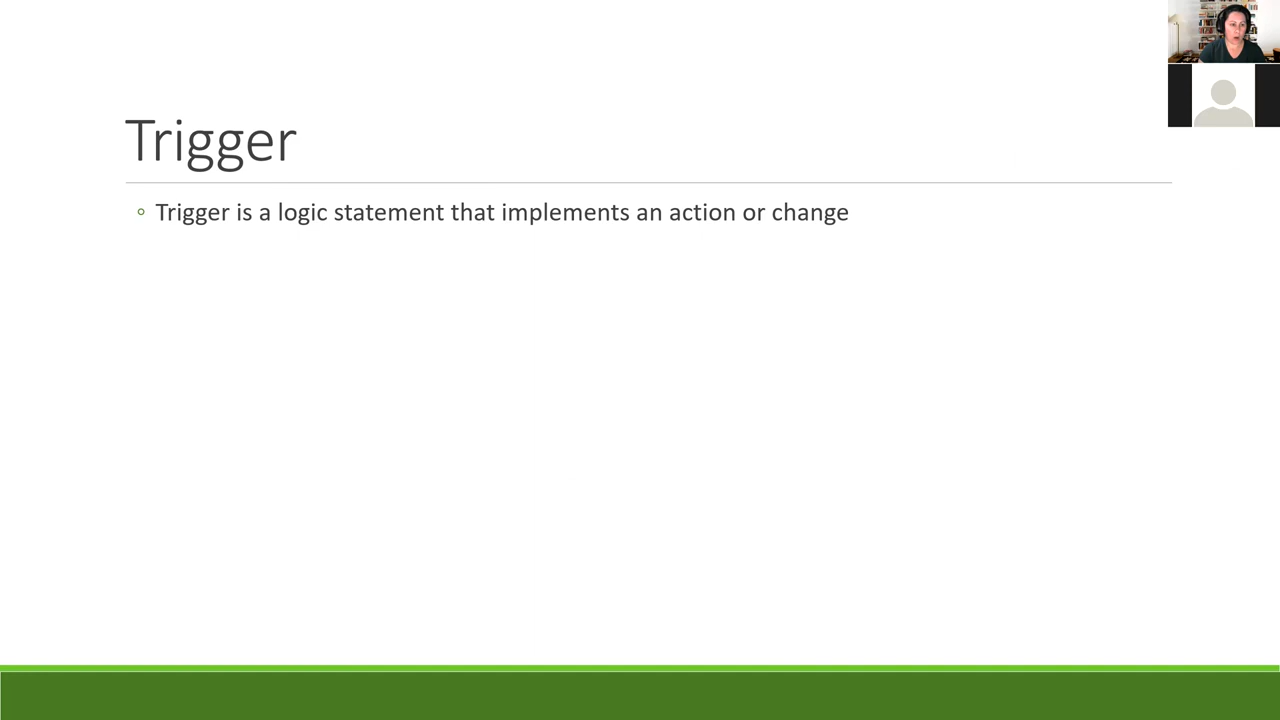 Trigger
◦ Trigger is a logic statement that implements an action or change